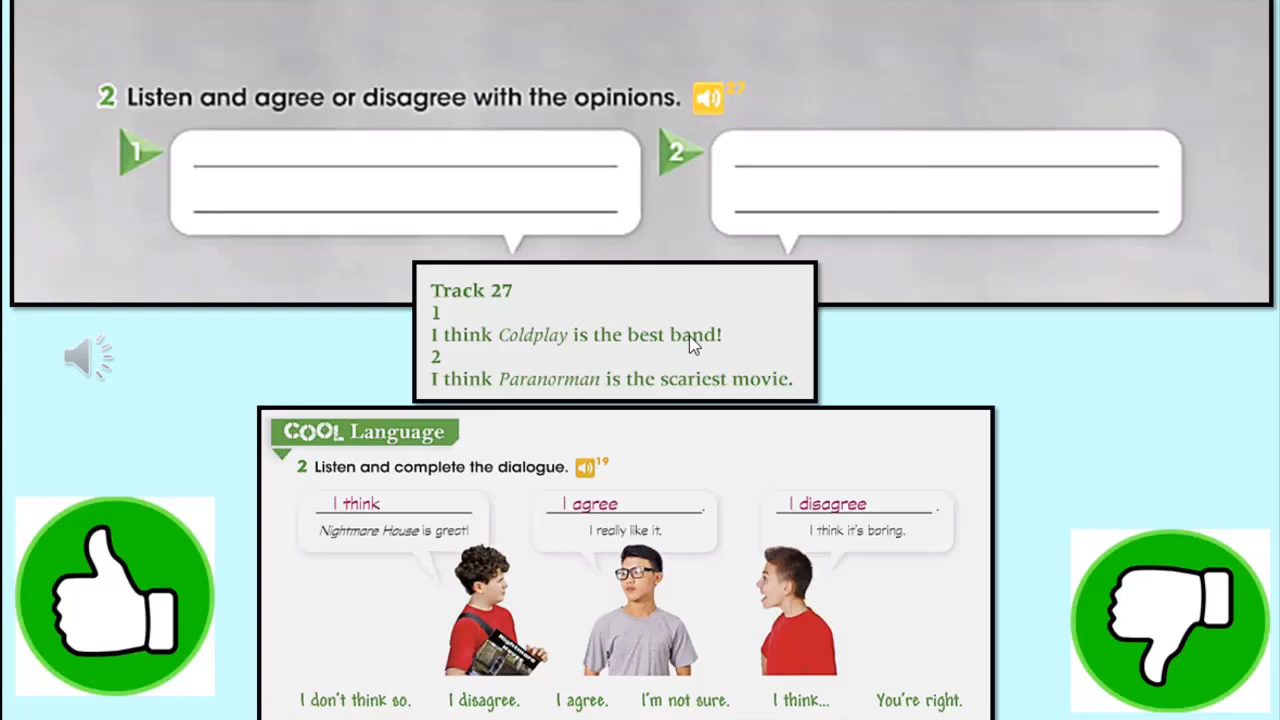 2 Listen and agree or disagree with the opinions. 27
1
2
Track 27
1
I think Coldplay is the best band!
2
I think Paranorman is the scariest movie.
COOL Language
2 Listen and complete the dialogue. 19
I think
Nightmare House is great!
I agree .
I really like it.
I disagree .
I think it's boring.
I don't think so. I disagree. I agree. I'm not sure. I think... You're right.